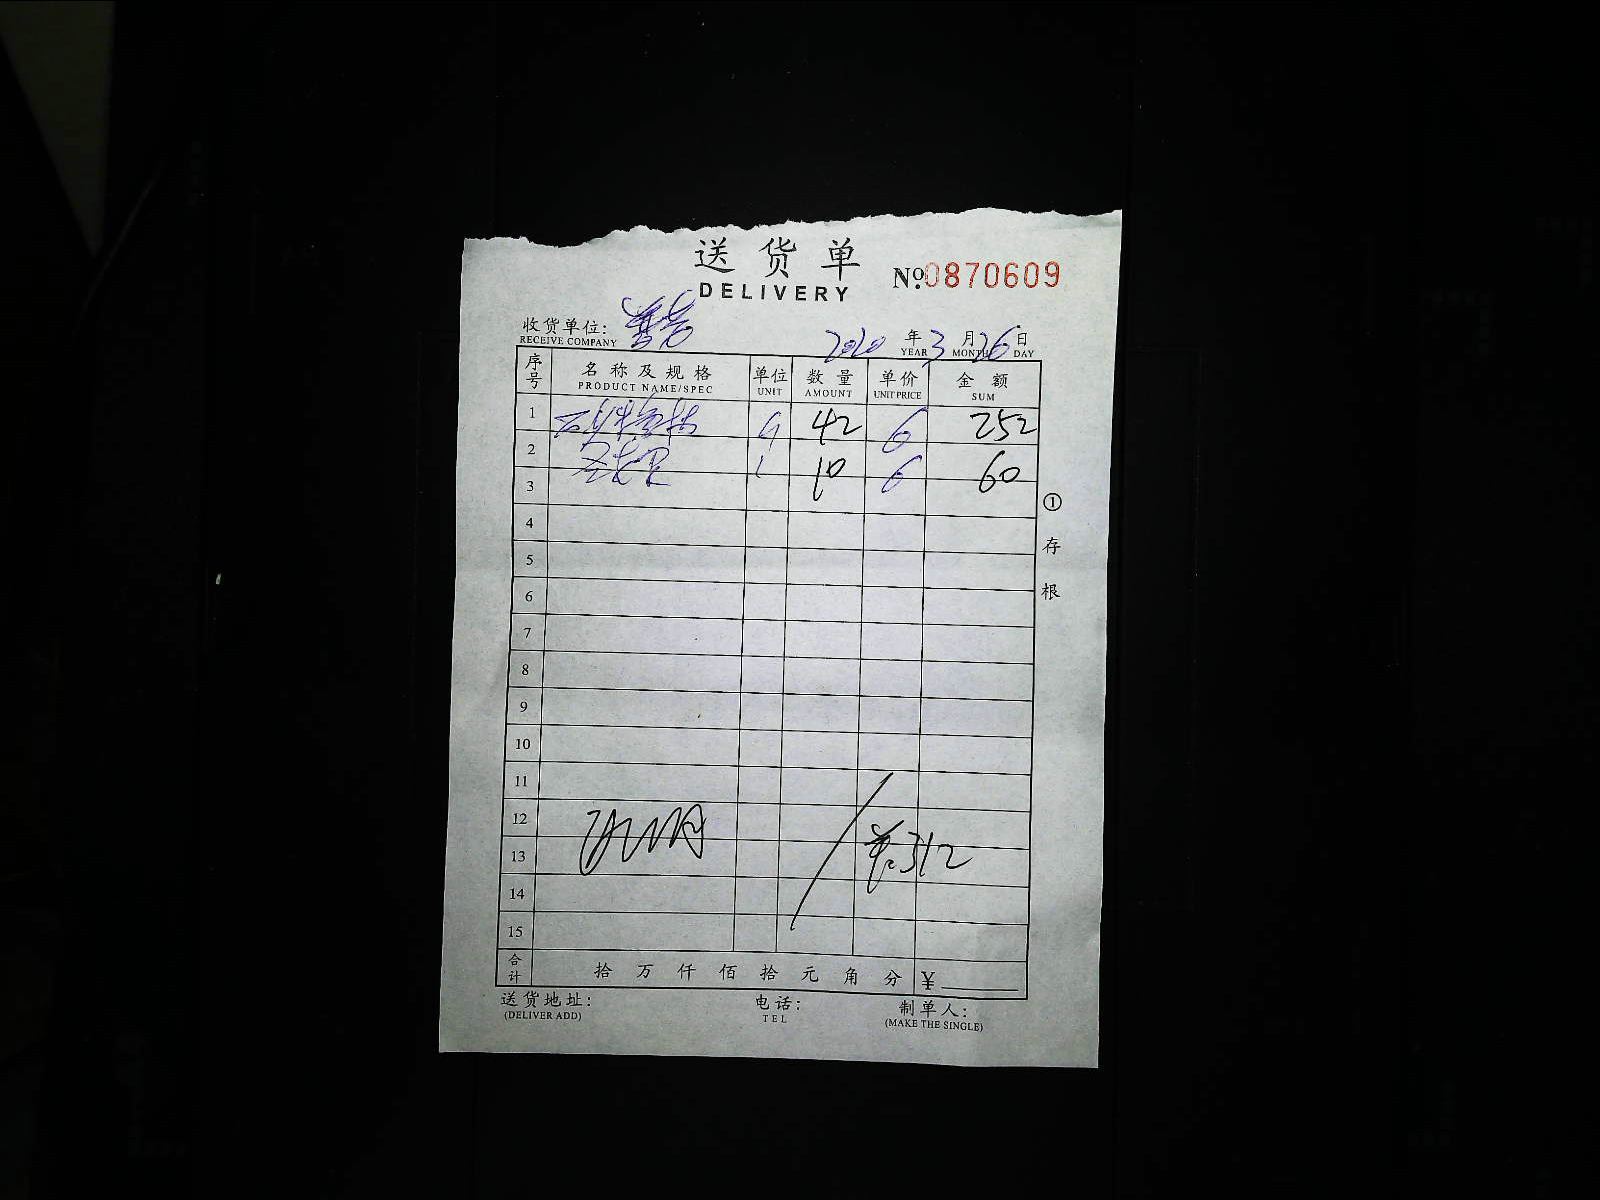 送货单
DELIVERY
No.0870609
收货单位:
RECEIVE COMPANY
2020 年 3 月 26 日
YEAR MONTH DAY
序号 名称及规格 单位 数量 单价 金额
PRODUCT NAME/SPEC UNIT AMOUNT UNIT PRICE SUM
1 42 6 252
2 10 6 60
3
4
5
6
7
8
9
10
11
12
13 312
14
15
①存根
合计 拾 万 仟 佰 拾 元 角 分 ¥
送货地址: 电话: 制单人:
(DELIVER ADD) TEL (MAKE THE SINGLE)